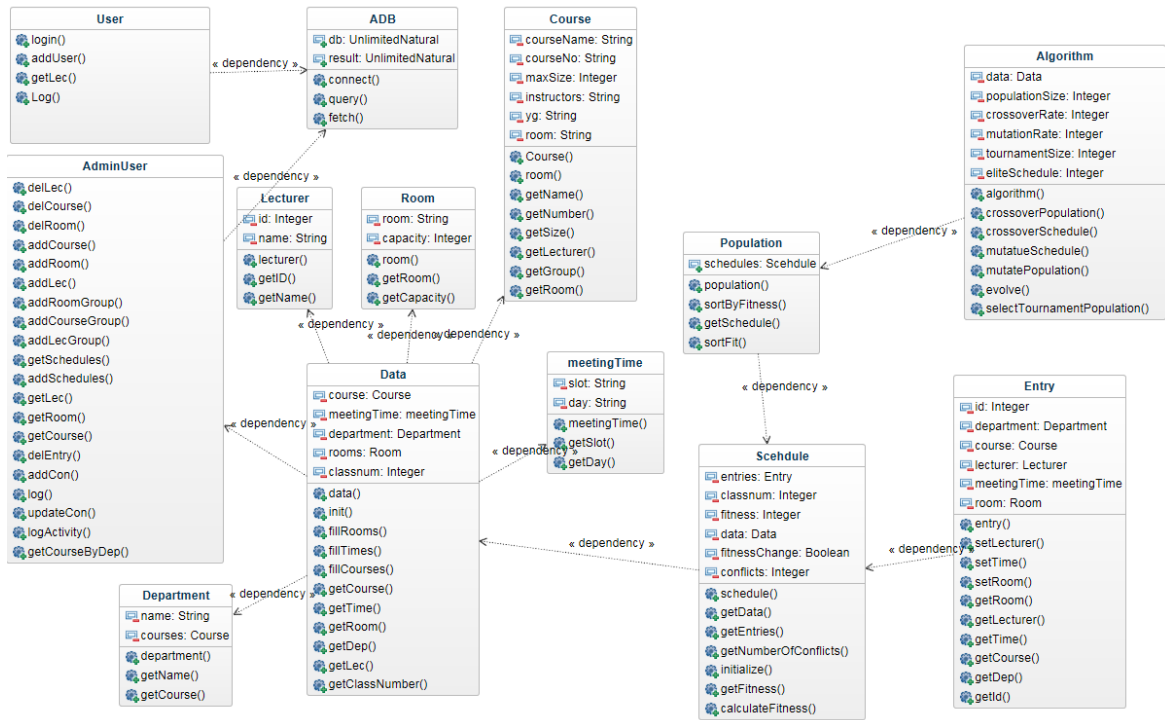 User
login()
addUser()
getLec()
Log()
« dependency »
ADB
db: UnlimitedNatural
result: UnlimitedNatural
connect()
query()
fetch()
Course
courseName: String
courseNo: String
maxSize: Integer
instructors: String
yg: String
room: String
Course()
room()
getName()
getNumber()
getSize()
getLecturer()
getGroup()
getRoom()
Algorithm
data: Data
populationSize: Integer
crossoverRate: Integer
mutationRate: Integer
tournamentSize: Integer
eliteSchedule: Integer
algorithm()
crossoverPopulation()
crossoverSchedule()
mutatueSchedule()
mutatePopulation()
evolve()
selectTournamentPopulation()
AdminUser
delLec()
delCourse()
delRoom()
addCourse()
addRoom()
addLec()
addRoomGroup()
addCourseGroup()
addLecGroup()
getSchedules()
addSchedules()
getLec()
getRoom()
getCourse()
delEntry()
addCon()
log()
updateCon()
logActivity()
getCourseByDep()
« dependency »
Lecturer
id: Integer
name: String
lecturer()
getID()
getName()
Room
room: String
capacity: Integer
room()
getRoom()
getCapacity()
« dependency »
Population
schedules: Scehdule
population()
sortByFitness()
getSchedule()
sortFit()
« dependency »
« dependency »
« dependency »
Data
course: Course
meetingTime: meetingTime
department: Department
rooms: Room
classnum: Integer
data()
init()
fillRooms()
fillTimes()
fillCourses()
getCourse()
getTime()
getRoom()
getDep()
getLec()
getClassNumber()
meetingTime
slot: String
day: String
meetingTime()
getSlot()
getDay()
« dependency »
« dependency »
« dependency »
Entry
id: Integer
department: Department
course: Course
lecturer: Lecturer
meetingTime: meetingTime
room: Room
entry()
setLecturer()
setTime()
setRoom()
getRoom()
getLecturer()
getTime()
getCourse()
getDep()
getId()
Scehdule
entries: Entry
classnum: Integer
fitness: Integer
data: Data
fitnessChange: Boolean
conflicts: Integer
schedule()
getData()
getEntries()
getNumberOfConflicts()
initialize()
getFitness()
calculateFitness()
« dependency »
« dependency »
« dependency »
Department
name: String
courses: Course
department()
getName()
getCourse()